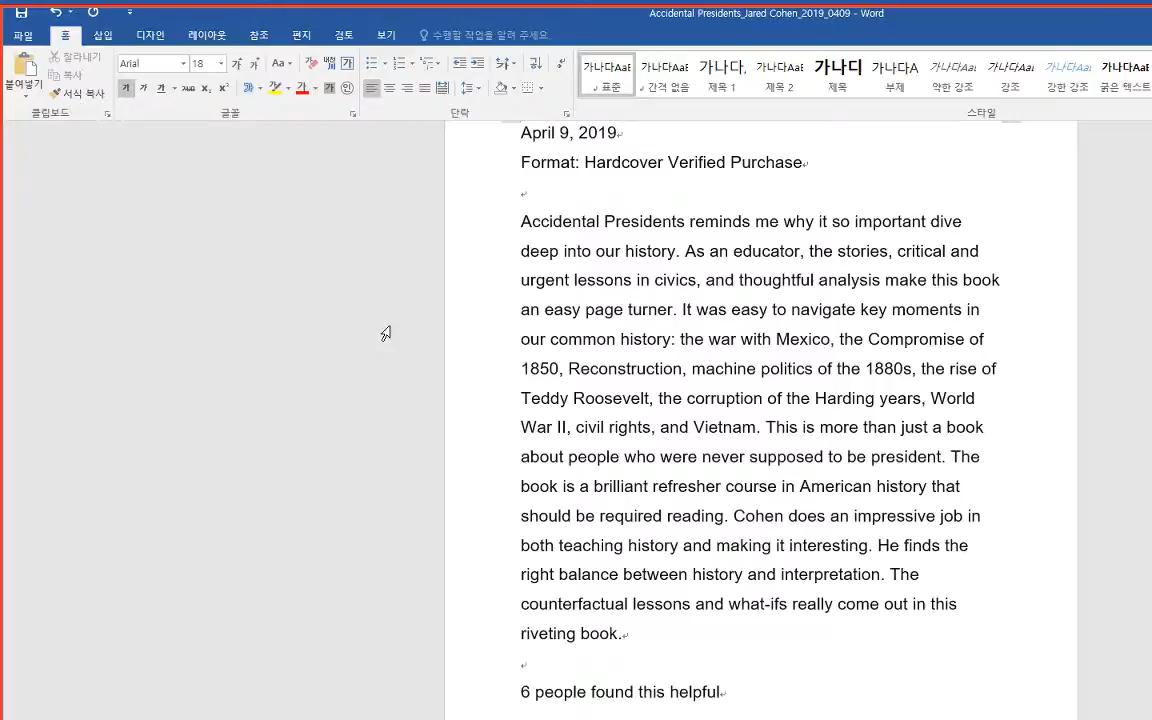 Accidental Presidents_Jared Cohen_2019_0409 - Word
파일 홈 삽입 디자인 레이아웃 참조 편지 검토 보기 수행할 작업을 알려 주세요.
붙여넣기 잘라내기 복사 서식 복사
Arial 18 Aa
가나다AaE 가나다AaE 가나다, 가나다AaE 가나디 가나다A 가나다Aa 가나다Aa 가나다Aa 가나다AaE
표준 간격 없음 제목 1 제목 2 제목 부제 약한 강조 강조 강한 강조 굵은 텍스트
클립보드 글꼴 단락 스타일
April 9, 2019
Format: Hardcover Verified Purchase
Accidental Presidents reminds me why it so important dive
deep into our history. As an educator, the stories, critical and
urgent lessons in civics, and thoughtful analysis make this book
an easy page turner. It was easy to navigate key moments in
our common history: the war with Mexico, the Compromise of
1850, Reconstruction, machine politics of the 1880s, the rise of
Teddy Roosevelt, the corruption of the Harding years, World
War II, civil rights, and Vietnam. This is more than just a book
about people who were never supposed to be president. The
book is a brilliant refresher course in American history that
should be required reading. Cohen does an impressive job in
both teaching history and making it interesting. He finds the
right balance between history and interpretation. The
counterfactual lessons and what-ifs really come out in this
riveting book.
6 people found this helpful